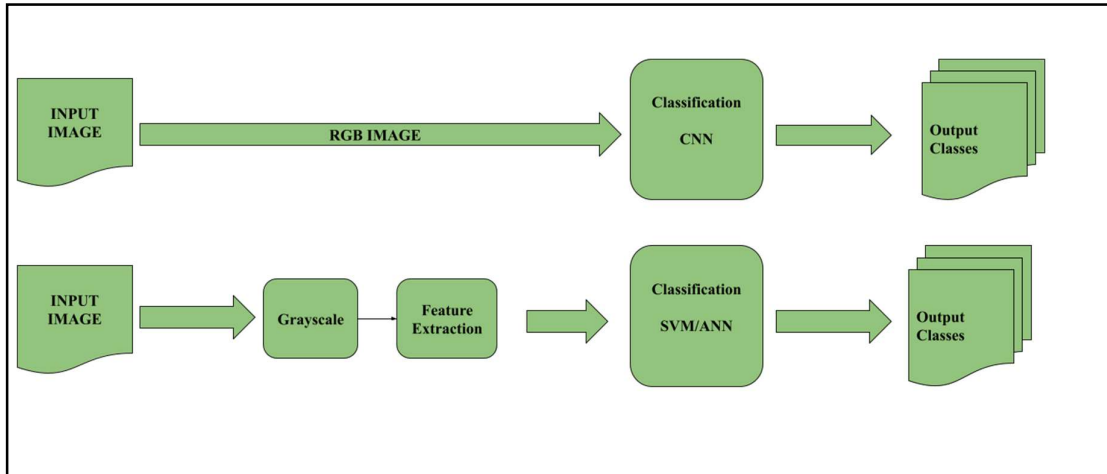 INPUT
IMAGE
RGB IMAGE
Classification
CNN
Output
Classes
INPUT
IMAGE
Grayscale
Feature
Extraction
Classification
SVM/ANN
Output
Classes